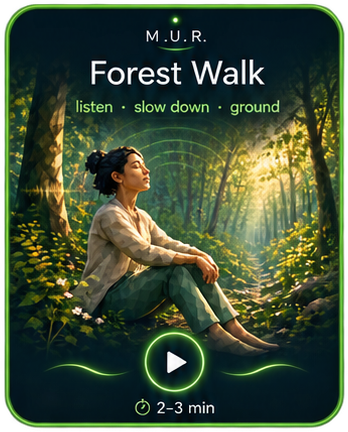 M.U.R.
Forest Walk
listen · slow down · ground
2–3 min